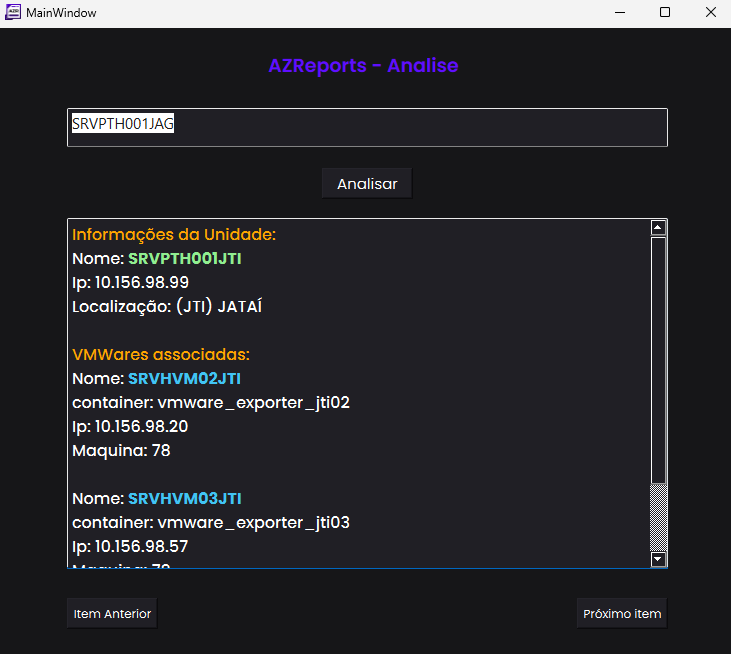 MainWindow
AZReports - Analise
SRVPTH001JAG
Analisar
Informações da Unidade:
Nome: SRVPTH001JTI
Ip: 10.156.98.99
Localização: (JTI) JATAÍ
VMWares associadas:
Nome: SRVHVM02JTI
container: vmware_exporter_jti02
Ip: 10.156.98.20
Maquina: 78
Nome: SRVHVM03JTI
container: vmware_exporter_jti03
Ip: 10.156.98.57
Maquina: 78
Item Anterior
Próximo item